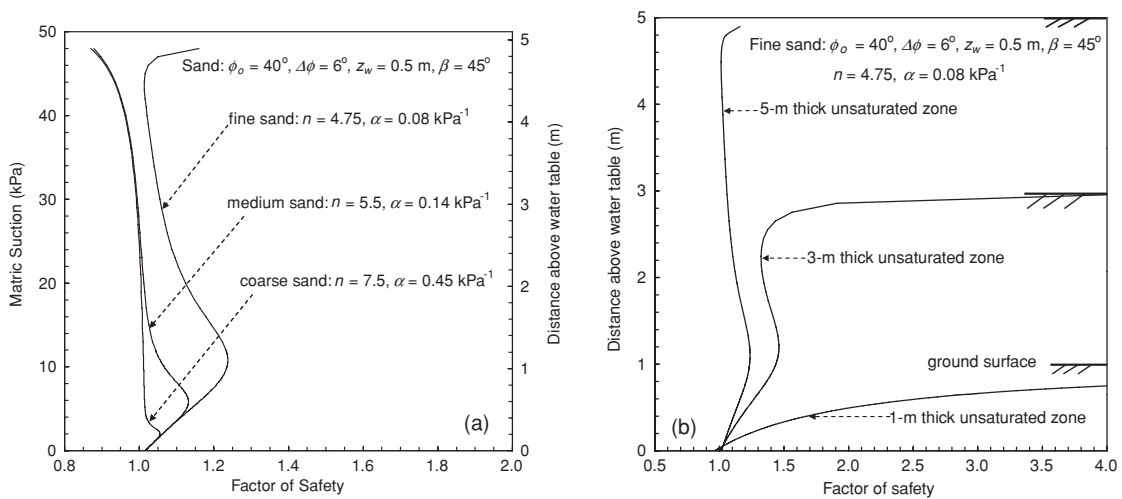 50
40
30
20
10
0
Matric Suction (kPa)
0.8
1.0
1.2
1.4
1.6
1.8
2.0
Factor of Safety
5
4
3
2
1
0
Distance above water table (m)
Sand: ϕo = 40o, Δϕ = 6o, zw = 0.5 m, β = 45o
fine sand: n = 4.75, α = 0.08 kPa-1
medium sand: n = 5.5, α = 0.14 kPa-1
coarse sand: n = 7.5, α = 0.45 kPa-1
(a)
5
4
3
2
1
0
Distance above water table (m)
0.5
1.0
1.5
2.0
2.5
3.0
3.5
4.0
Factor of safety
Fine sand: ϕo = 40o, Δϕ = 6o, zw = 0.5 m, β = 45o
n = 4.75, α = 0.08 kPa-1
5-m thick unsaturated zone
3-m thick unsaturated zone
ground surface
1-m thick unsaturated zone
(b)